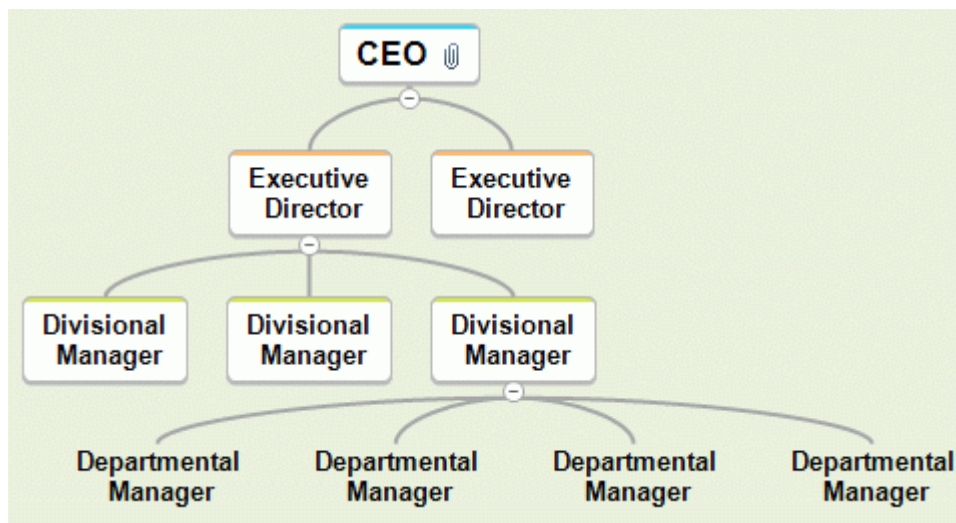 CEO
Executive
Director
Executive
Director
Divisional
Manager
Divisional
Manager
Divisional
Manager
Departmental
Manager
Departmental
Manager
Departmental
Manager
Departmental
Manager